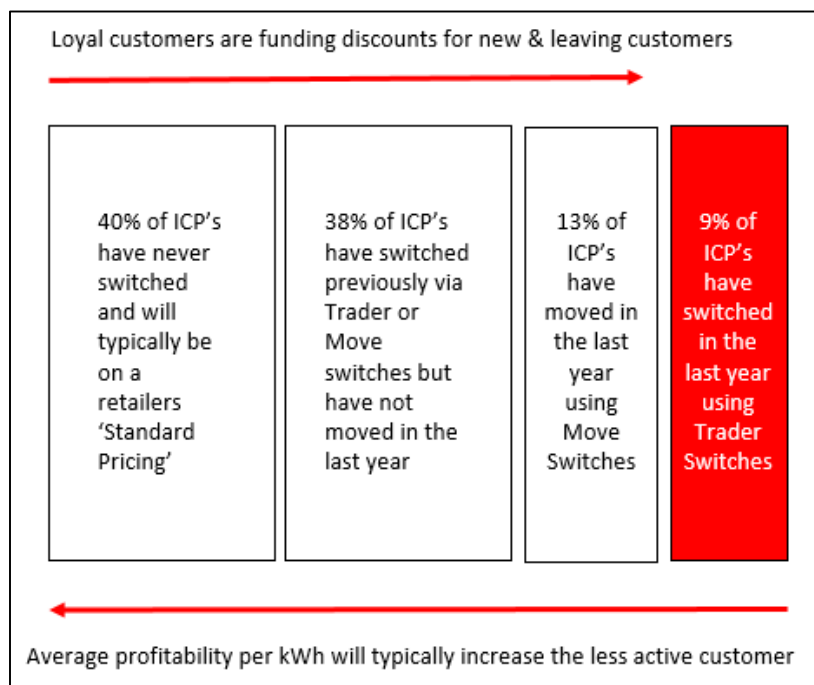 Loyal customers are funding discounts for new & leaving customers
40% of ICP's
have never
switched
and will
typically be
on a
retailers
‘Standard
Pricing’
38% of ICP's
have switched
previously via
Trader or
Move
switches but
have not
moved in the
last year
13% of
ICP's
have
moved in
the last
year
using
Move
Switches
9% of
ICP's
have
switched
in the
last year
using
Trader
Switches
Average profitability per kWh will typically increase the less active customer